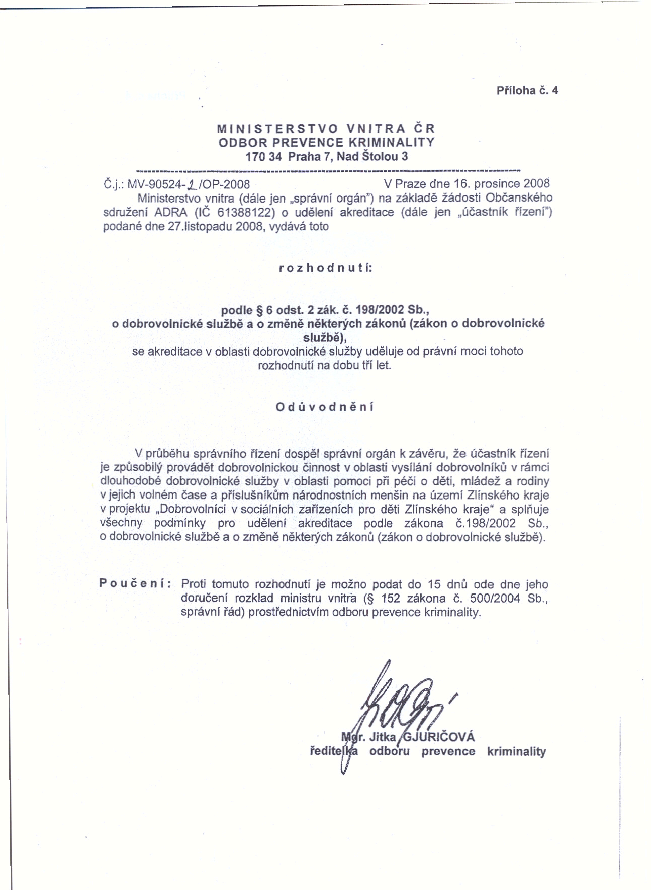 Příloha č. 4
MINISTERSTVO VNITRA ČR
ODBOR PREVENCE KRIMINALITY
170 34 Praha 7, Nad Štolou 3
Č.j.: MV-90524-1/OP-2008 V Praze dne 16. prosince 2008
Ministerstvo vnitra (dále jen „správní orgán") na základě žádosti Občanského
sdružení ADRA (IČ 61388122) o udělení akreditace (dále jen „účastník řízení")
podané dne 27.listopadu 2008, vydává toto
rozhodnutí:
podle § 6 odst. 2 zák. č. 198/2002 Sb.,
o dobrovolnické službě a o změně některých zákonů (zákon o dobrovolnické
službě),
se akreditace v oblasti dobrovolnické služby uděluje od právní moci tohoto
rozhodnutí na dobu tří let.
Odůvodnění
V průběhu správního řízení dospěl správní orgán k závěru, že účastník řízení
je způsobilý provádět dobrovolnickou činnost v oblasti vysílání dobrovolníků v rámci
dlouhodobé dobrovolnické služby v oblasti pomoci při péči o děti, mládež a rodiny
v jejich volném čase a příslušníkům národnostních menšin na území Zlínského kraje
v projektu „Dobrovolníci v sociálních zařízeních pro děti Zlínského kraje" a splňuje
všechny podmínky pro udělení akreditace podle zákona č.198/2002 Sb.,
o dobrovolnické službě a o změně některých zákonů (zákon o dobrovolnické službě).
Poučení: Proti tomuto rozhodnutí je možno podat do 15 dnů ode dne jeho
doručení rozklad ministru vnitra (§ 152 zákona č. 500/2004 Sb.,
správní řád) prostřednictvím odboru prevence kriminality.
Mgr. Jitka GJURIČOVÁ
ředitelka odboru prevence kriminality